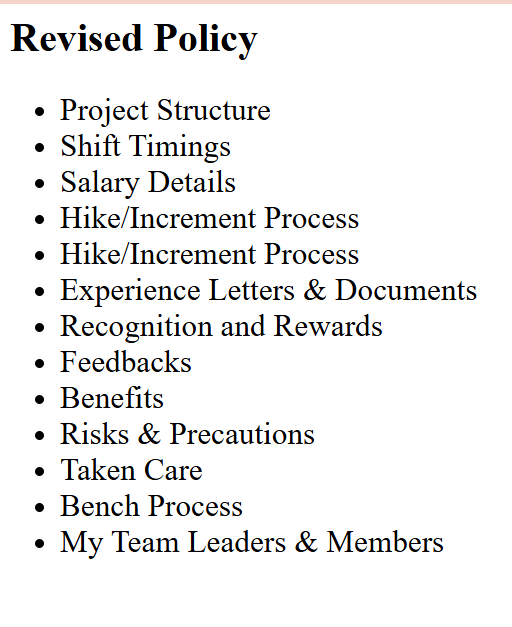 Revised Policy
• Project Structure
• Shift Timings
• Salary Details
• Hike/Increment Process
• Hike/Increment Process
• Experience Letters & Documents
• Recognition and Rewards
• Feedbacks
• Benefits
• Risks & Precautions
• Taken Care
• Bench Process
• My Team Leaders & Members